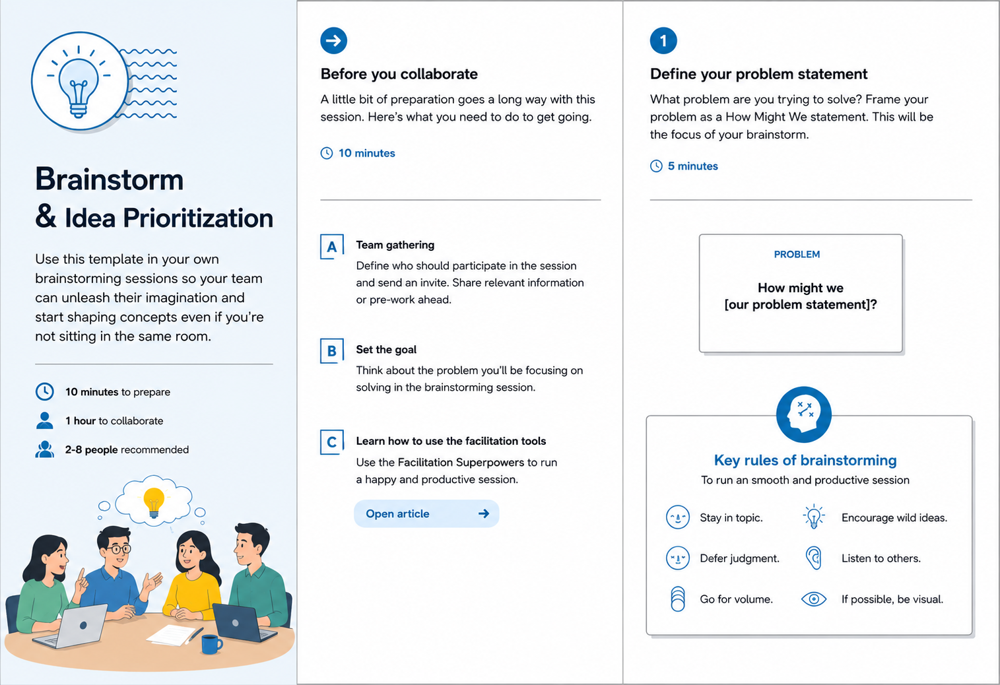 Brainstorm
& Idea Prioritization
Use this template in your own
brainstorming sessions so your team
can unleash their imagination and
start shaping concepts even if you're
not sitting in the same room.
10 minutes to prepare
1 hour to collaborate
2-8 people recommended
Before you collaborate
A little bit of preparation goes a long way with this
session. Here's what you need to do to get going.
10 minutes
A
Team gathering
Define who should participate in the session
and send an invite. Share relevant information
or pre-work ahead.
B
Set the goal
Think about the problem you'll be focusing on
solving in the brainstorming session.
C
Learn how to use the facilitation tools
Use the Facilitation Superpowers to run
a happy and productive session.
Open article
1
Define your problem statement
What problem are you trying to solve? Frame your
problem as a How Might We statement. This will be
the focus of your brainstorm.
5 minutes
PROBLEM
How might we
[our problem statement]?
Key rules of brainstorming
To run an smooth and productive session
Stay in topic.
Encourage wild ideas.
Defer judgment.
Listen to others.
Go for volume.
If possible, be visual.